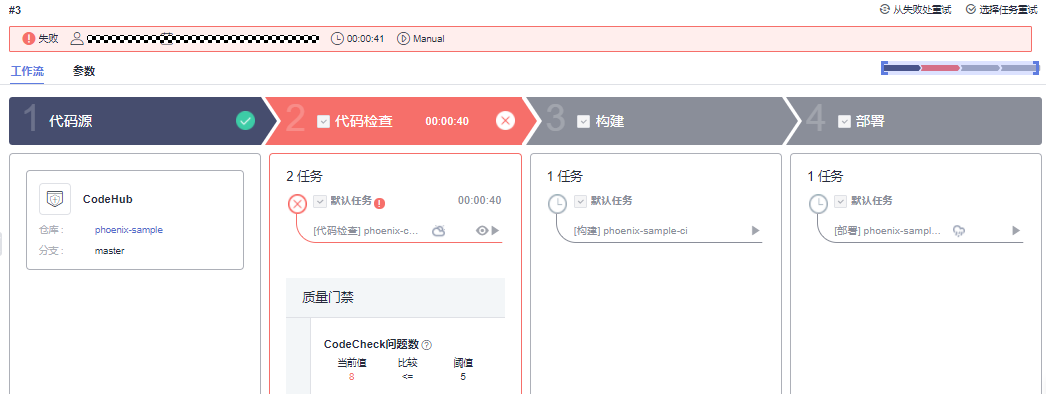 #3 从失败处重试 选择任务重试
失败 00:00:41 Manual
工作流 参数
1 代码源
2 代码检查 00:00:40
3 构建
4 部署
CodeHub
仓库： phoenix-sample
分支： master
2 任务
默认任务 00:00:40
[代码检查] phoenix-c...
质量门禁
CodeCheck问题数
当前值 比较 阈值
8 <= 5
1 任务
默认任务
[构建] phoenix-sample-ci
1 任务
默认任务
[部署] phoenix-sampl...